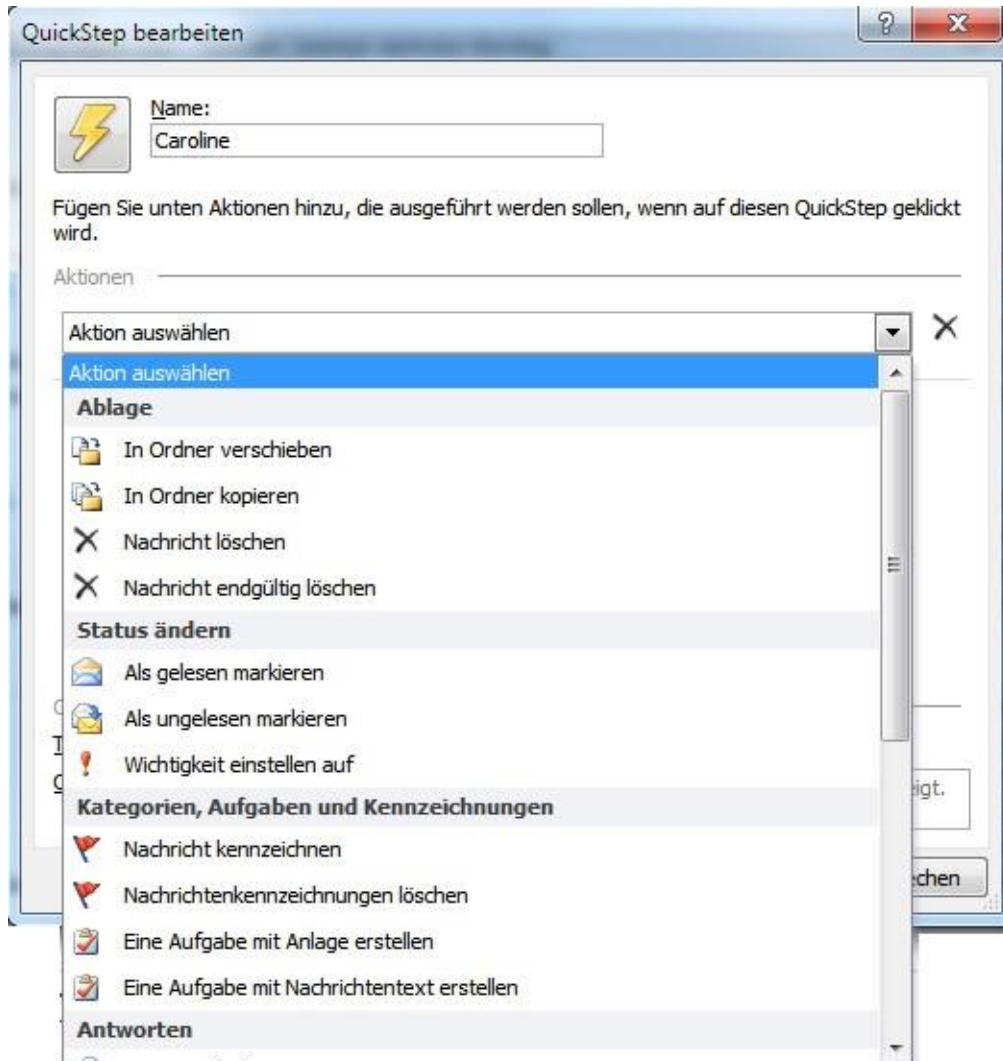 QuickStep bearbeiten
Name:
Caroline
Fügen Sie unten Aktionen hinzu, die ausgeführt werden sollen, wenn auf diesen QuickStep geklickt
wird.
Aktionen
Aktion auswählen
Aktion auswählen
Ablage
In Ordner verschieben
In Ordner kopieren
Nachricht löschen
Nachricht endgültig löschen
Status ändern
Als gelesen markieren
Als ungelesen markieren
Wichtigkeit einstellen auf
igt.
Kategorien, Aufgaben und Kennzeichnungen
Nachricht kennzeichnen
chen
Nachrichtenkennzeichnungen löschen
Eine Aufgabe mit Anlage erstellen
Eine Aufgabe mit Nachrichtentext erstellen
Antworten